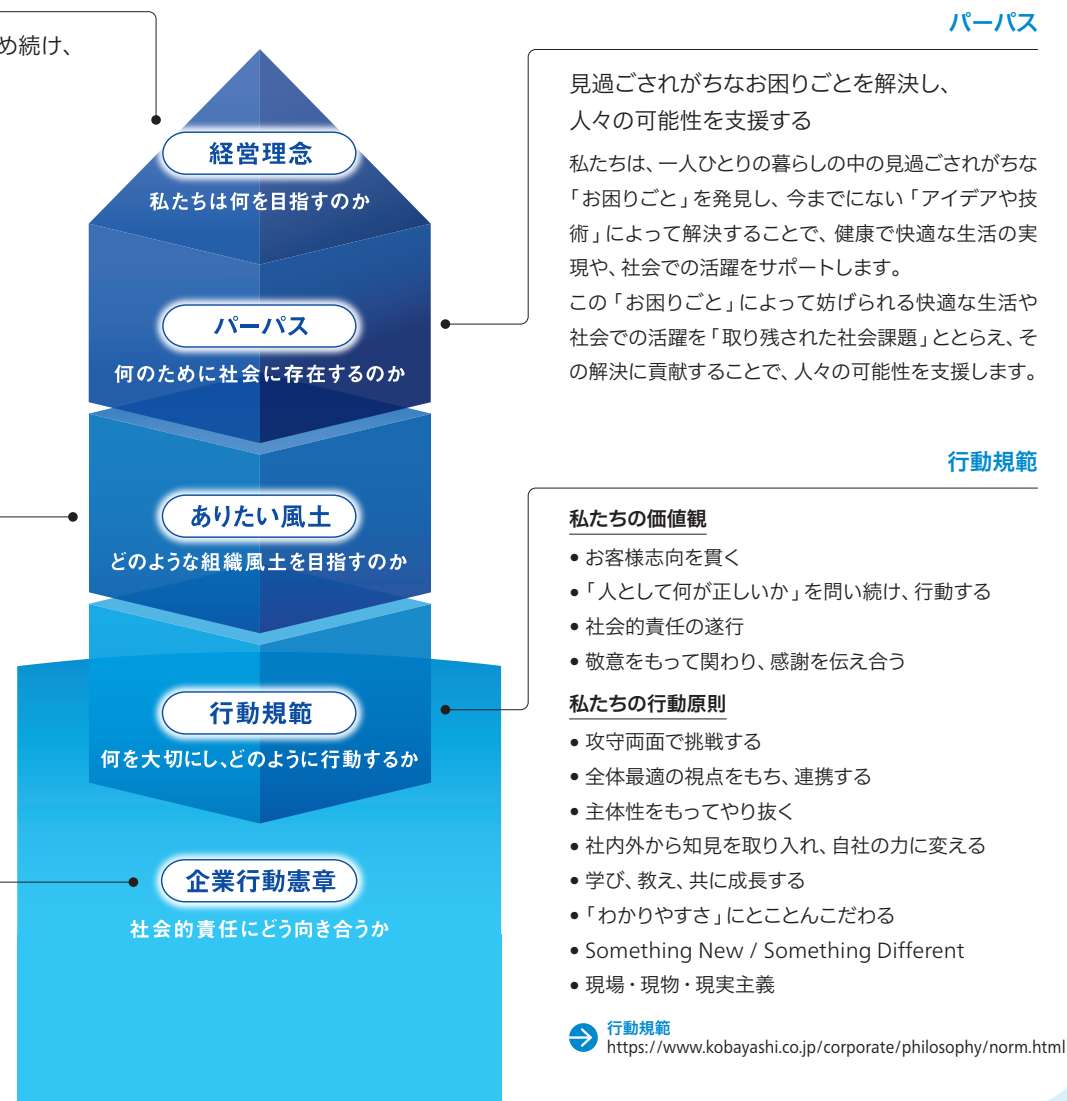 め続け、
経営理念
私たちは何を目指すのか
パーパス
何のために社会に存在するのか
ありたい風土
どのような組織風土を目指すのか
行動規範
何を大切にし、どのように行動するか
企業行動憲章
社会的責任にどう向き合うか
パーパス
見過ごされがちなお困りごとを解決し、
人々の可能性を支援する
私たちは、一人ひとりの暮らしの中の見過ごされがちな
「お困りごと」を発見し、今までにない「アイデアや技
術」によって解決することで、健康で快適な生活の実
現や、社会での活躍をサポートします。
この「お困りごと」によって妨げられる快適な生活や
社会での活躍を「取り残された社会課題」ととらえ、そ
の解決に貢献することで、人々の可能性を支援します。
行動規範
私たちの価値観
• お客様志向を貫く
• 「人として何が正しいか」を問い続け、行動する
• 社会的責任の遂行
• 敬意をもって関わり、感謝を伝え合う
私たちの行動原則
• 攻守両面で挑戦する
• 全体最適の視点をもち、連携する
• 主体性をもってやり抜く
• 社内外から知見を取り入れ、自社の力に変える
• 学び、教え、共に成長する
• 「わかりやすさ」にとことんこだわる
• Something New / Something Different
• 現場・現物・現実主義
行動規範
https://www.kobayashi.co.jp/corporate/philosophy/norm.html